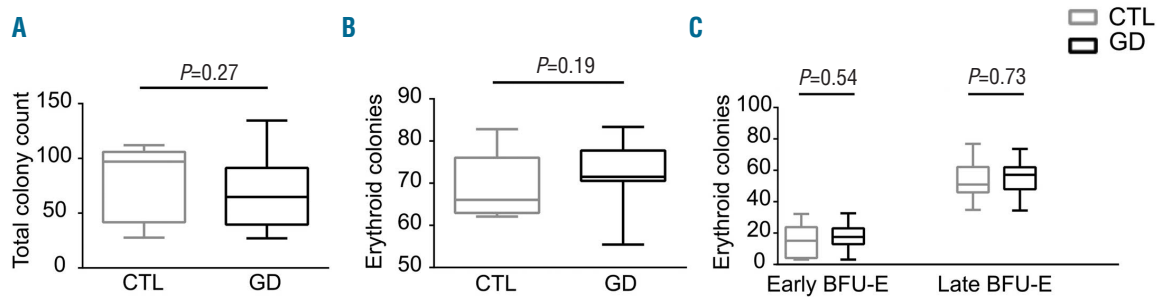 A
Total colony count
150
100
50
0
P=0.27
CTL
GD
B
Erythroid colonies
90
80
70
60
50
P=0.19
CTL
GD
C
CTL
GD
Erythroid colonies
100
80
60
40
20
0
P=0.54
P=0.73
Early BFU-E
Late BFU-E